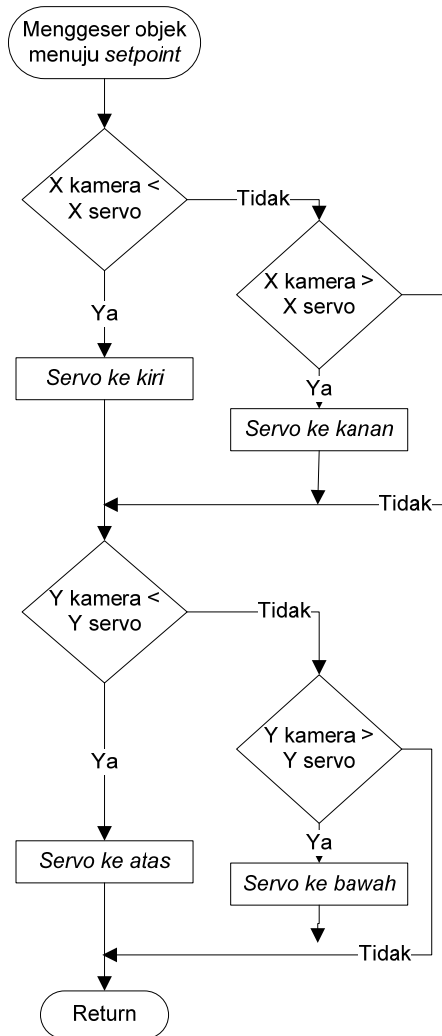 Menggeser objek
menuju setpoint
X kamera <
X servo
Tidak
X kamera >
X servo
Ya
Ya
Servo ke kiri
Servo ke kanan
Tidak
Y kamera <
Y servo
Tidak
Y kamera >
Y servo
Ya
Ya
Servo ke atas
Servo ke bawah
Tidak
Return